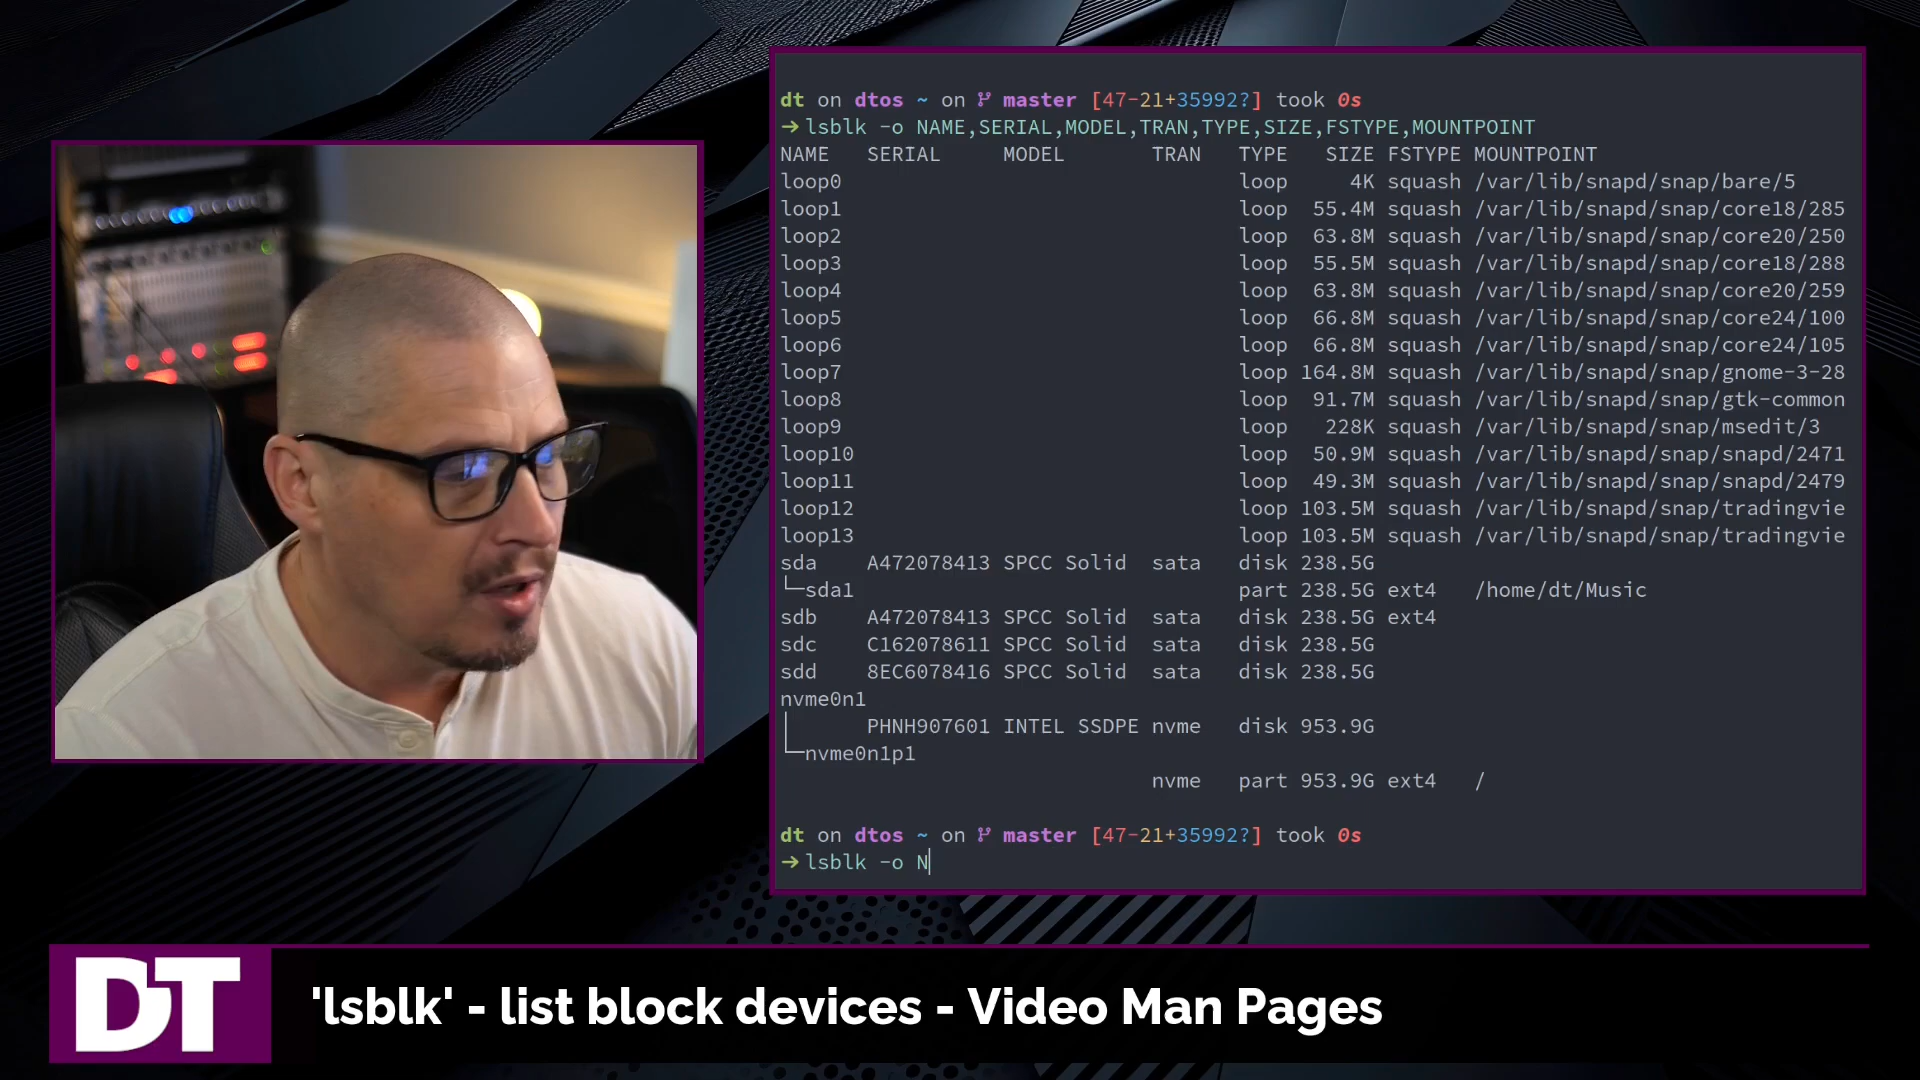 dt on dtos ~ on master [47-21+35992?] took 0s
→ lsblk -o NAME,SERIAL,MODEL,TRAN,TYPE,SIZE,FSTYPE,MOUNTPOINT
NAME SERIAL MODEL TRAN TYPE SIZE FSTYPE MOUNTPOINT
loop0 loop 4K squash /var/lib/snapd/snap/bare/5
loop1 loop 55.4M squash /var/lib/snapd/snap/core18/285
loop2 loop 63.8M squash /var/lib/snapd/snap/core20/250
loop3 loop 55.5M squash /var/lib/snapd/snap/core18/288
loop4 loop 63.8M squash /var/lib/snapd/snap/core20/259
loop5 loop 66.8M squash /var/lib/snapd/snap/core24/100
loop6 loop 66.8M squash /var/lib/snapd/snap/core24/105
loop7 loop 164.8M squash /var/lib/snapd/snap/gnome-3-28
loop8 loop 91.7M squash /var/lib/snapd/snap/gtk-common
loop9 loop 228K squash /var/lib/snapd/snap/msedit/3
loop10 loop 50.9M squash /var/lib/snapd/snap/snapd/2471
loop11 loop 49.3M squash /var/lib/snapd/snap/snapd/2479
loop12 loop 103.5M squash /var/lib/snapd/snap/tradingvie
loop13 loop 103.5M squash /var/lib/snapd/snap/tradingvie
sda A472078413 SPCC Solid sata disk 238.5G
└─sda1 part 238.5G ext4 /home/dt/Music
sdb A472078413 SPCC Solid sata disk 238.5G ext4
sdc C162078611 SPCC Solid sata disk 238.5G
sdd 8EC6078416 SPCC Solid sata disk 238.5G
nvme0n1
│ PHNH907601 INTEL SSDPE nvme disk 953.9G
└─nvme0n1p1
nvme part 953.9G ext4 /
dt on dtos ~ on master [47-21+35992?] took 0s
→ lsblk -o N
DT
'lsblk' - list block devices - Video Man Pages